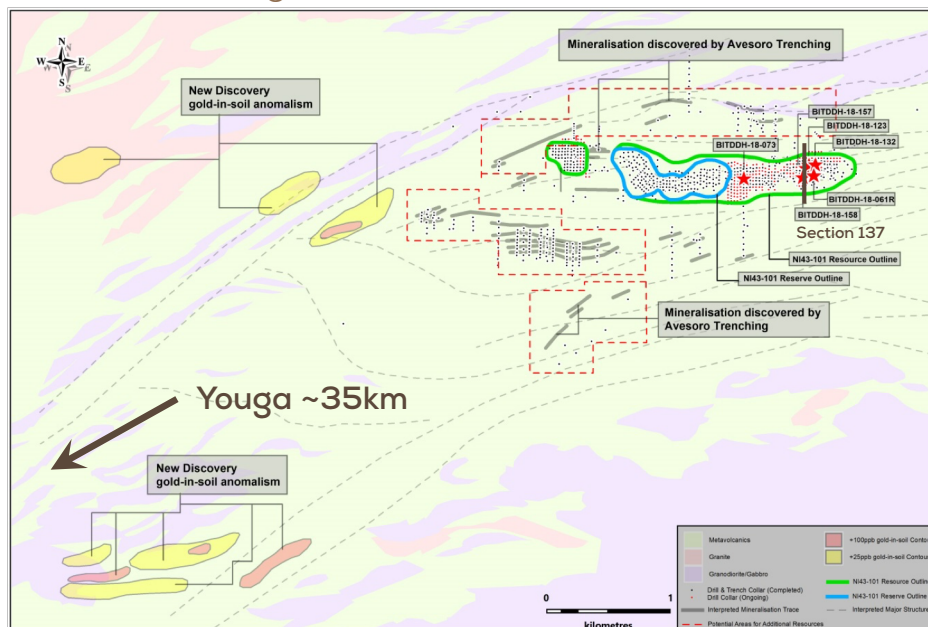 N
W E
S
Mineralisation discovered by Avesoro Trenching
New Discovery
gold-in-soil anomalism
BITDDH-18-157
BITDDH-18-123
BITDDH-18-073
BITDDH-18-132
BITDDH-18-061R
BITDDH-18-158
Section 137
NI43-101 Resource Outline
NI43-101 Reserve Outline
Mineralisation discovered by
Avesoro Trenching
Youga ~35km
New Discovery
gold-in-soil anomalism
Metavolcanics
Granite
Granodiorite/Gabbro
Drill & Trench Collar (Completed)
Drill Collar (Ongoing)
Interpreted Mineralisation Trace
Potential Areas for Additional Resources
+100ppb gold-in-soil Contou
+25ppb gold-in-soil Contour
NI43-101 Resource Outline
NI43-101 Reserve Outline
Interpreted Major Structure
0 1
kilometres